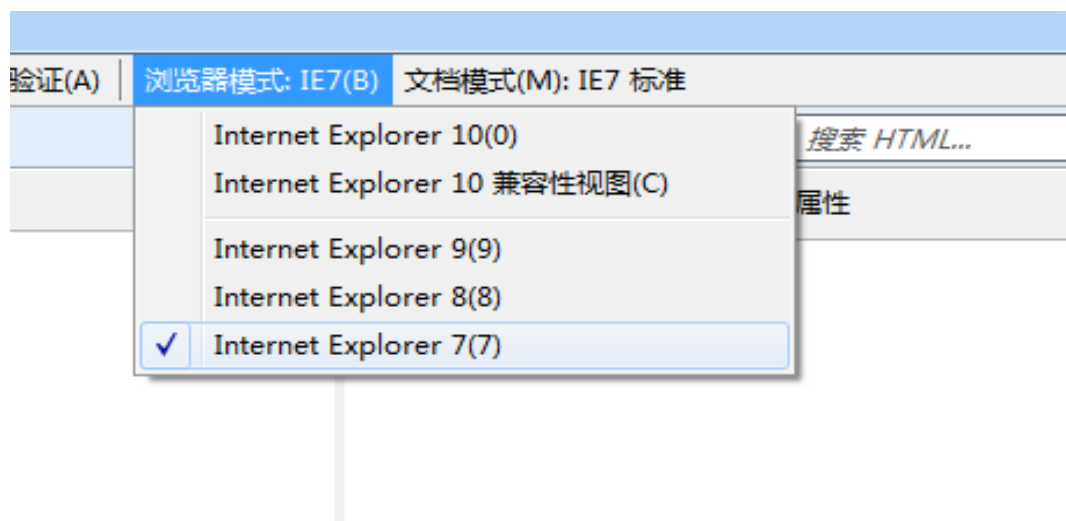 验证(A) 浏览器模式: IE7(B) 文档模式(M): IE7 标准
Internet Explorer 10(0)
搜索 HTML...
Internet Explorer 10 兼容性视图(C)
属性
Internet Explorer 9(9)
Internet Explorer 8(8)
Internet Explorer 7(7)